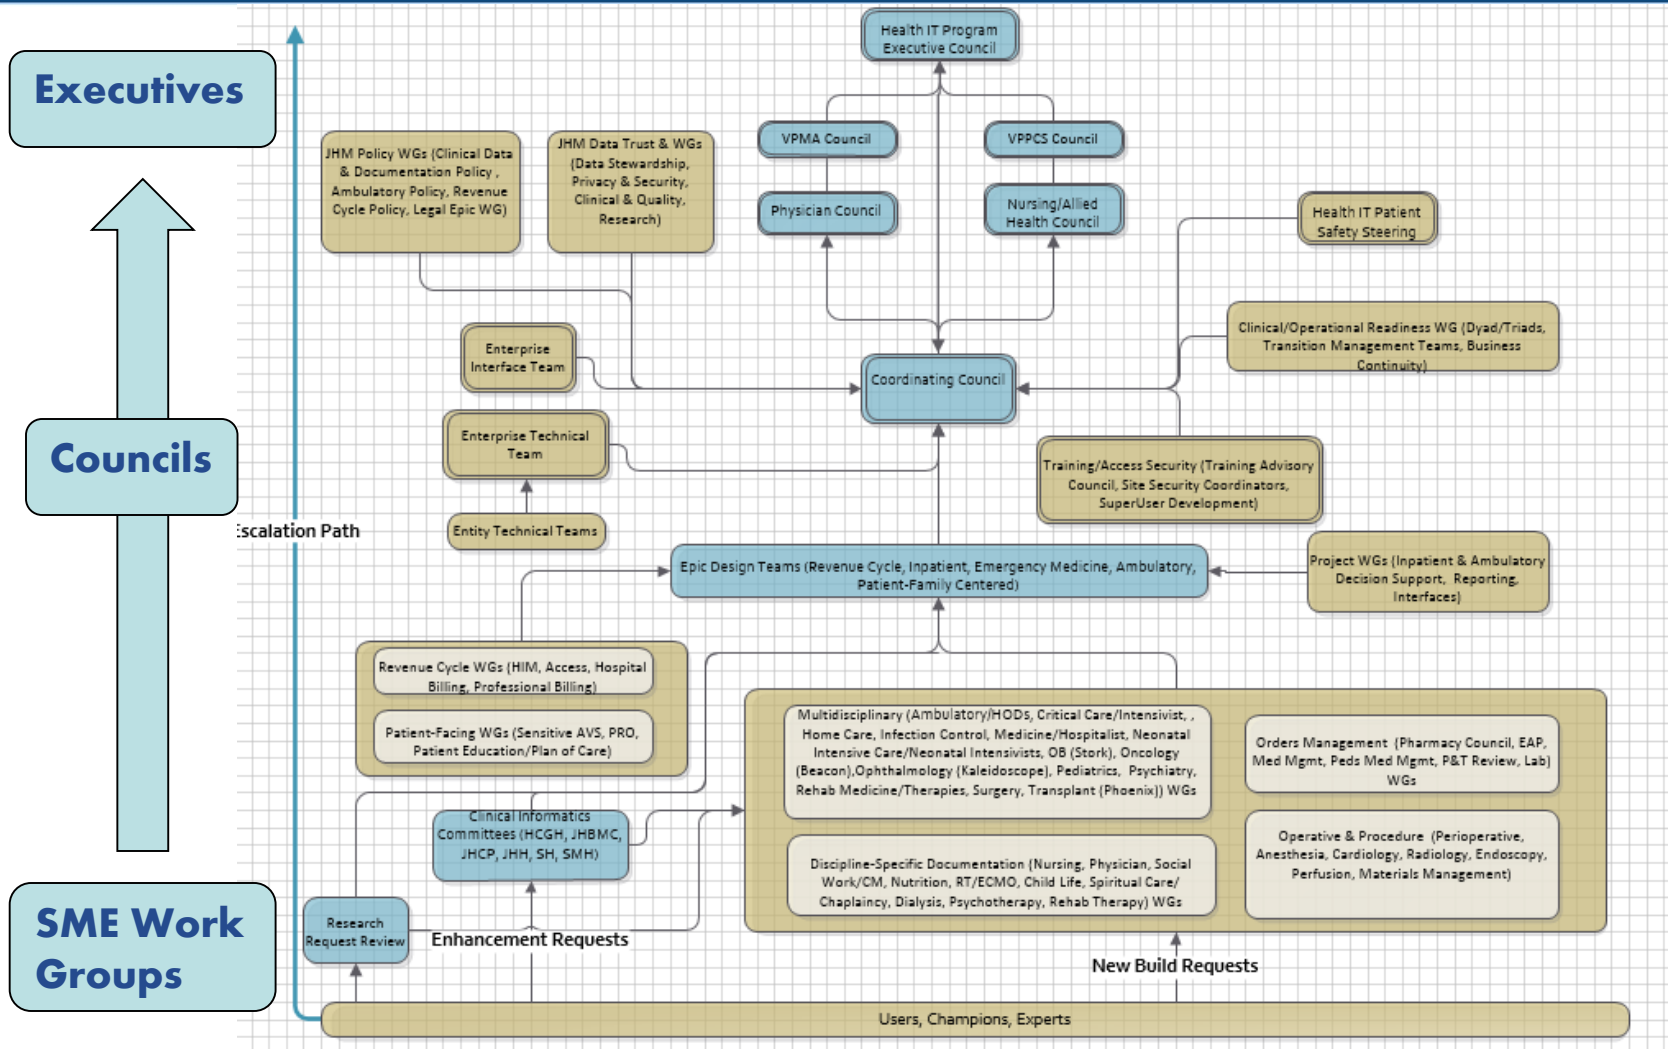 Health IT Program
Executive Council
Executives
VPMA Council
VPPCS Council
JHM Policy WGs (Clinical Data
& Documentation Policy ,
Ambulatory Policy, Revenue
Cycle Policy, Legal Epic WG)
JHM Data Trust & WGs
(Data Stewardship,
Privacy & Security,
Clinical & Quality,
Research)
Physician Council
Nursing/Allied
Health Council
Health IT Patient
Safety Steering
Enterprise
Interface Team
Clinical/Operational Readiness WG (Dyad/Triads,
Transition Management Teams, Business
Continuity)
Coordinating Council
Councils
Enterprise Technical
Team
Training/Access Security (Training Advisory
Council, Site Security Coordinators,
SuperUser Development)
Escalation Path
Entity Technical Teams
Epic Design Teams (Revenue Cycle, Inpatient, Emergency Medicine, Ambulatory,
Patient-Family Centered)
Project WGs (Inpatient & Ambulatory
Decision Support, Reporting,
Interfaces)
Revenue Cycle WGs (HIM, Access, Hospital
Billing, Professional Billing)
Patient-Facing WGs (Sensitive AVS, PRO,
Patient Education/Plan of Care)
Multidisciplinary (Ambulatory/HODs, Critical Care/Intensivist, ,
Home Care, Infection Control, Medicine/Hospitalist, Neonatal
Intensive Care/Neonatal Intensivists, OB (Stork), Oncology
(Beacon),Ophthalmology (Kaleidoscope), Pediatrics, Psychiatry,
Rehab Medicine/Therapies, Surgery, Transplant (Phoenix)) WGs
Orders Management (Pharmacy Council, EAP,
Med Mgmt, Peds Med Mgmt, P&T Review, Lab)
WGs
Clinical Informatics
Committees (HCGH, JHBMC,
JHCP, JHH, SH, SMH)
Discipline-Specific Documentation (Nursing, Physician, Social
Work/CM, Nutrition, RT/ECMO, Child Life, Spiritual Care/
Chaplaincy, Dialysis, Psychotherapy, Rehab Therapy) WGs
Operative & Procedure (Perioperative,
Anesthesia, Cardiology, Radiology, Endoscopy,
Perfusion, Materials Management)
SME Work
Groups
Research
Request Review
Enhancement Requests
New Build Requests
Users, Champions, Experts